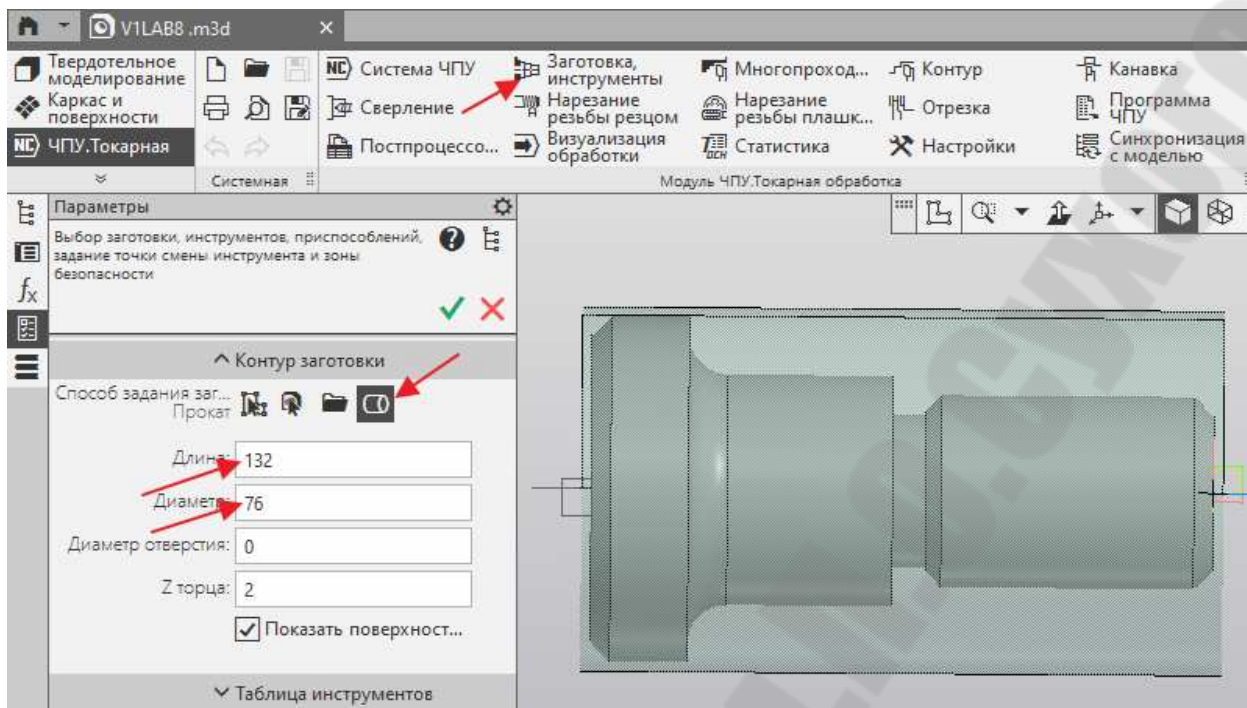 V1LAB8 .m3d
Твердотельное моделирование
Каркас и поверхности
ЧПУ.Токарная
Системная
Система ЧПУ
Сверление
Постпроцессо...
Заготовка, инструменты
Нарезание резьбы резцом
Визуализация обработки
Многопроход...
Нарезание резьбы плашк...
Статистика
Контур
Отрезка
Настройки
Канавка
Программа ЧПУ
Синхронизация с моделью
Модуль ЧПУ.Токарная обработка
Параметры
Выбор заготовки, инструментов, приспособлений,
задание точки смены инструмента и зоны
безопасности
Контур заготовки
Способ задания заг...
Прокат
Длина: 132
Диаметр: 76
Диаметр отверстия: 0
Z торца: 2
Показать поверхност...
Таблица инструментов